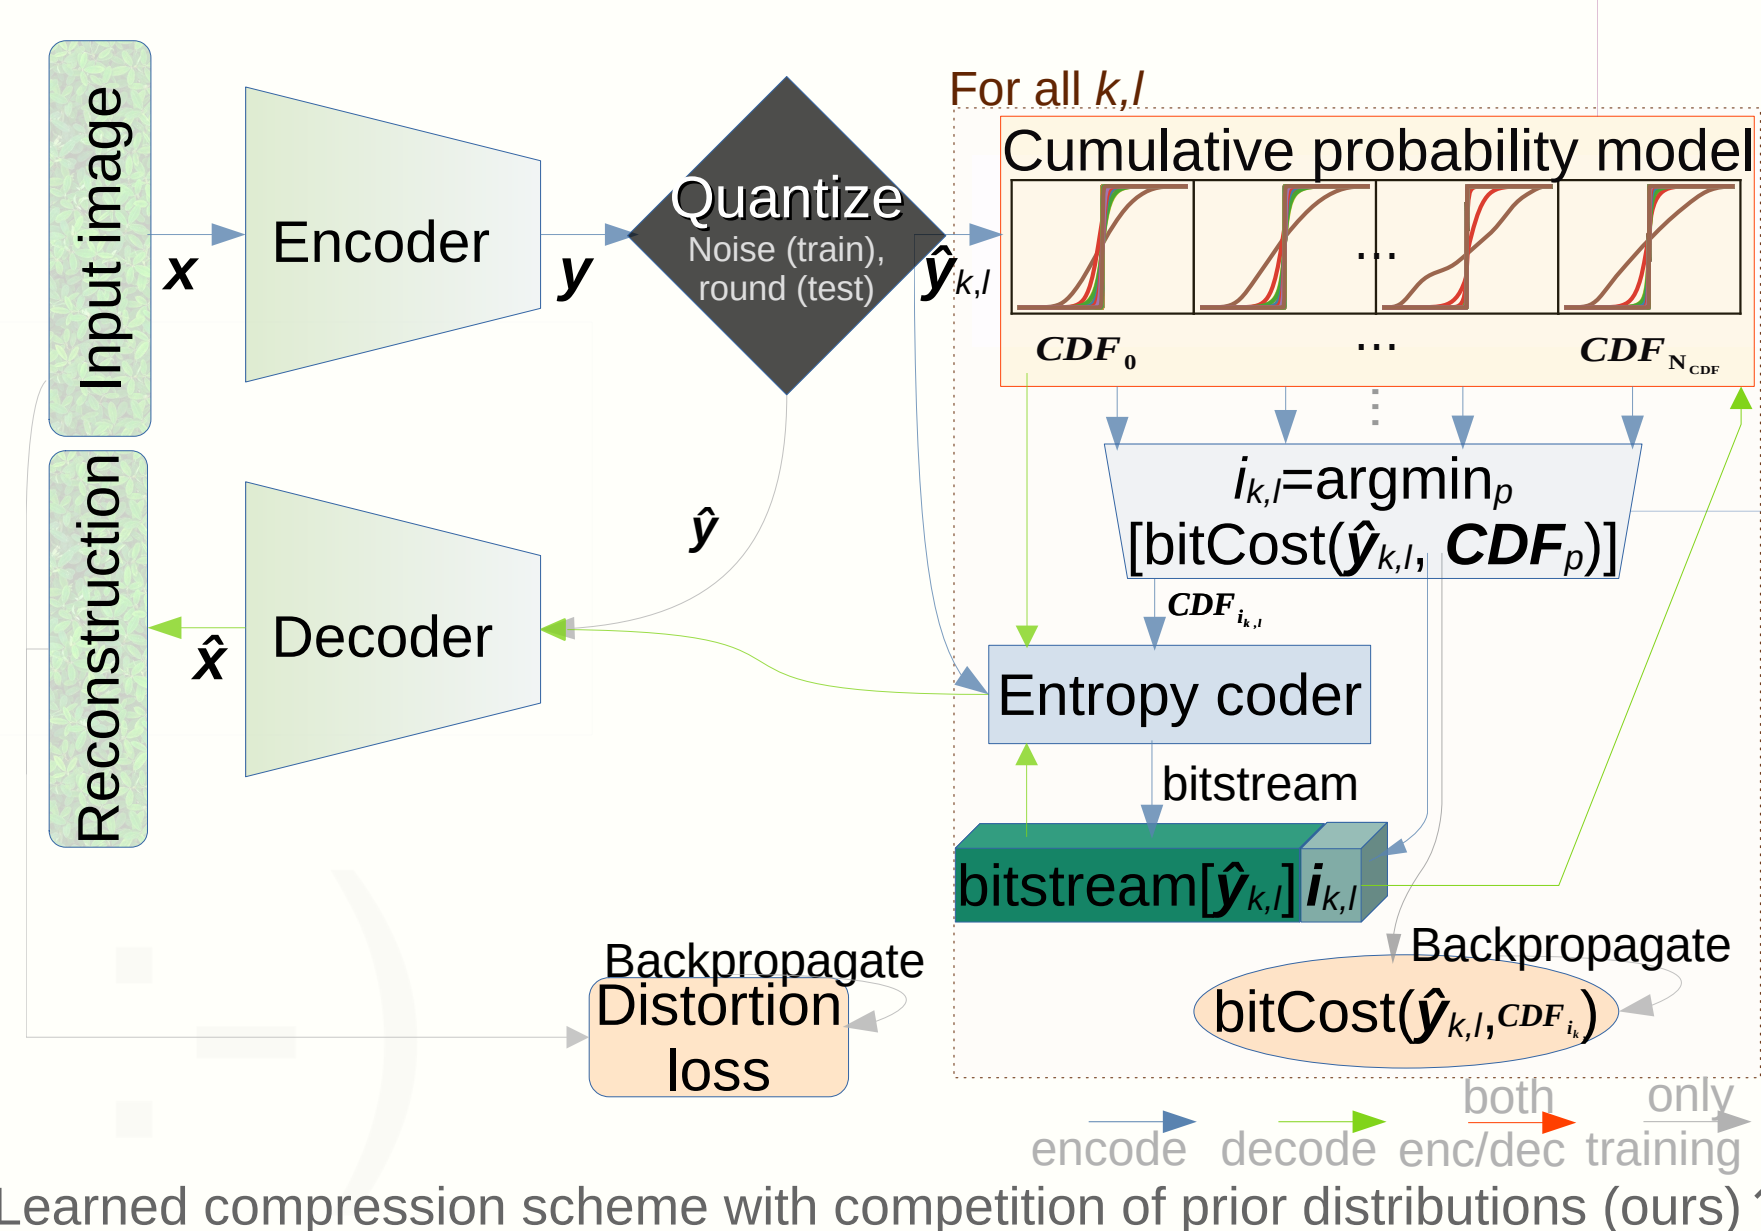 For all k,l
Input image
x
Encoder
y
Quantize
Noise (train),
round (test)
ŷk,l
Cumulative probability model
...
CDF0
...
CDFNCDF
ik,l=argminp
[bitCost(ŷk,l, CDFp)]
CDFik,l
ŷ
Reconstruction
x̂
Decoder
Entropy coder
bitstream
bitstream[ŷk,l]
ik,l
Backpropagate
Distortion
loss
Backpropagate
bitCost(ŷk,l,CDFik)
:-)
encode
decode
both
enc/dec
only
training
Learned compression scheme with competition of prior distributions (ours)